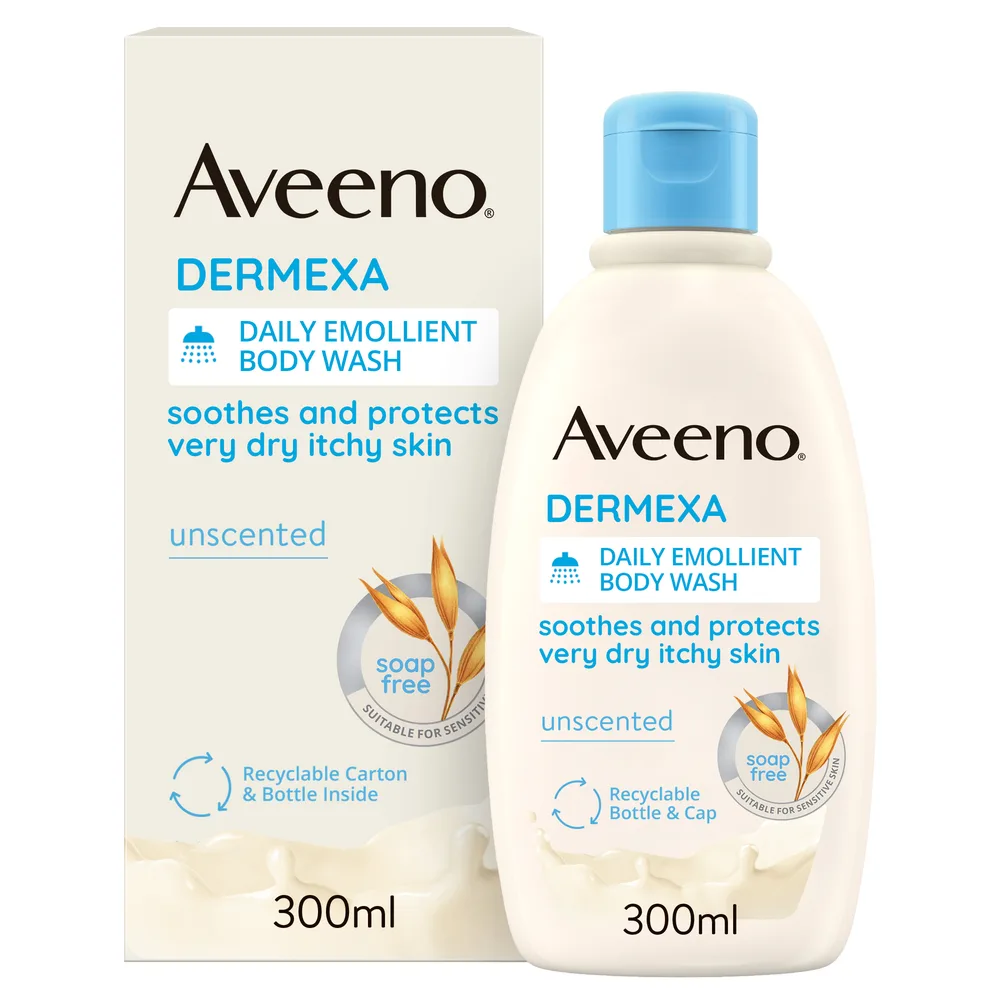 Aveeno®
DERMEXA
DAILY EMOLLIENT
BODY WASH
soothes and protects
very dry itchy skin
unscented
soap
free
SUITABLE FOR SENSITIV
Recyclable Carton
& Bottle Inside
300ml
Aveeno®
DERMEXA
DAILY EMOLLIENT
BODY WASH
soothes and protects
very dry itchy skin
unscented
soap
free
SUITABLE FOR SENSITIVE SKIN
Recyclable
Bottle & Cap
300ml